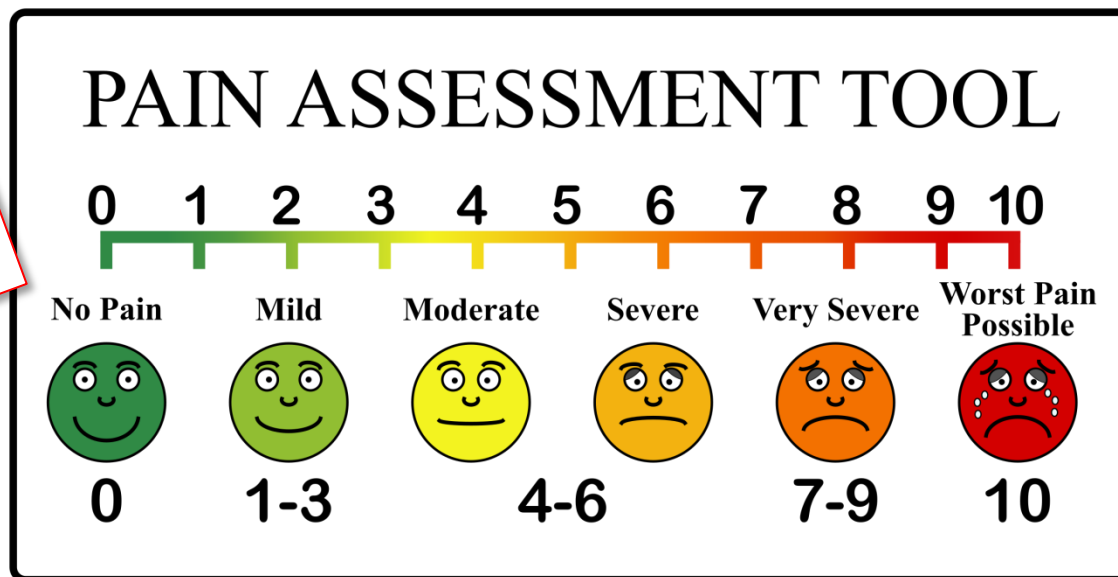 PAIN ASSESSMENT TOOL
0 1 2 3 4 5 6 7 8 9 10
No Pain Mild Moderate Severe Very Severe Worst Pain Possible
0 1-3 4-6 7-9 10